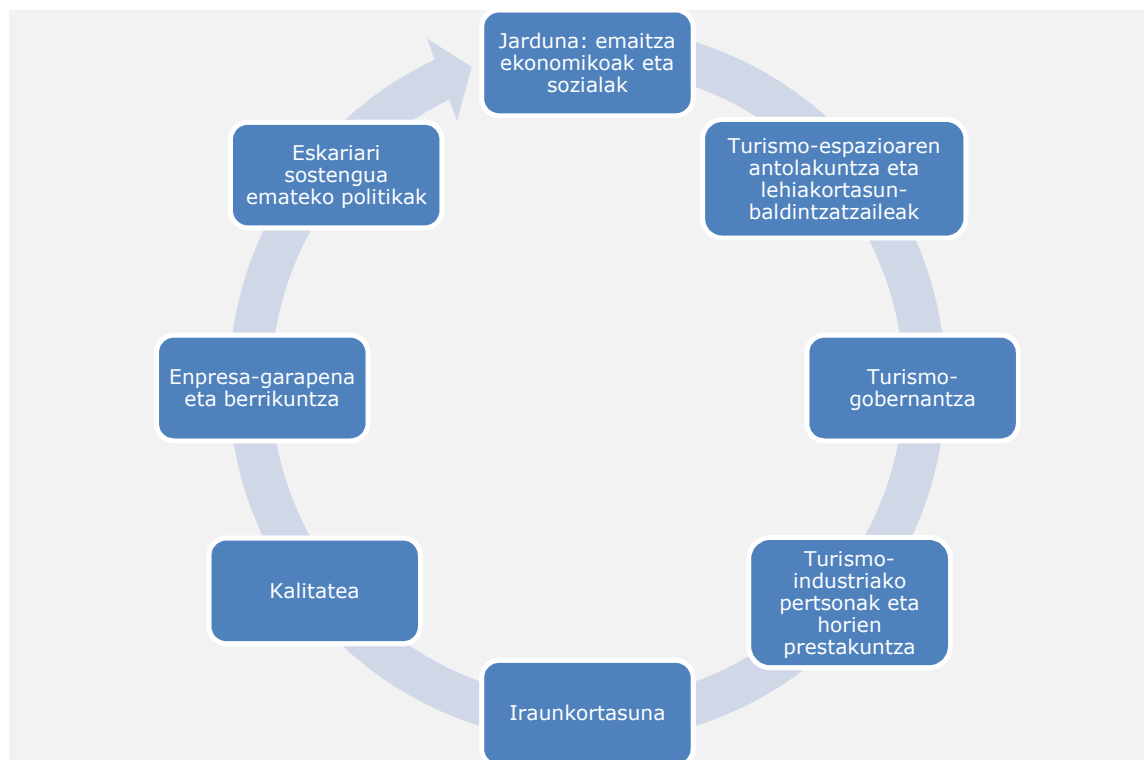 Jarduna: emaitza
ekonomikoak eta
sozialak
Turismo-espazioaren
antolakuntza eta
lehiakortasun-
baldintzatzaileak
Turismo-
gobernantza
Turismo-
industriako
pertsonak eta
horien
prestakuntza
Iraunkortasuna
Kalitatea
Enpresa-garapena
eta berrikuntza
Eskariari
sostengua
emateko politikak